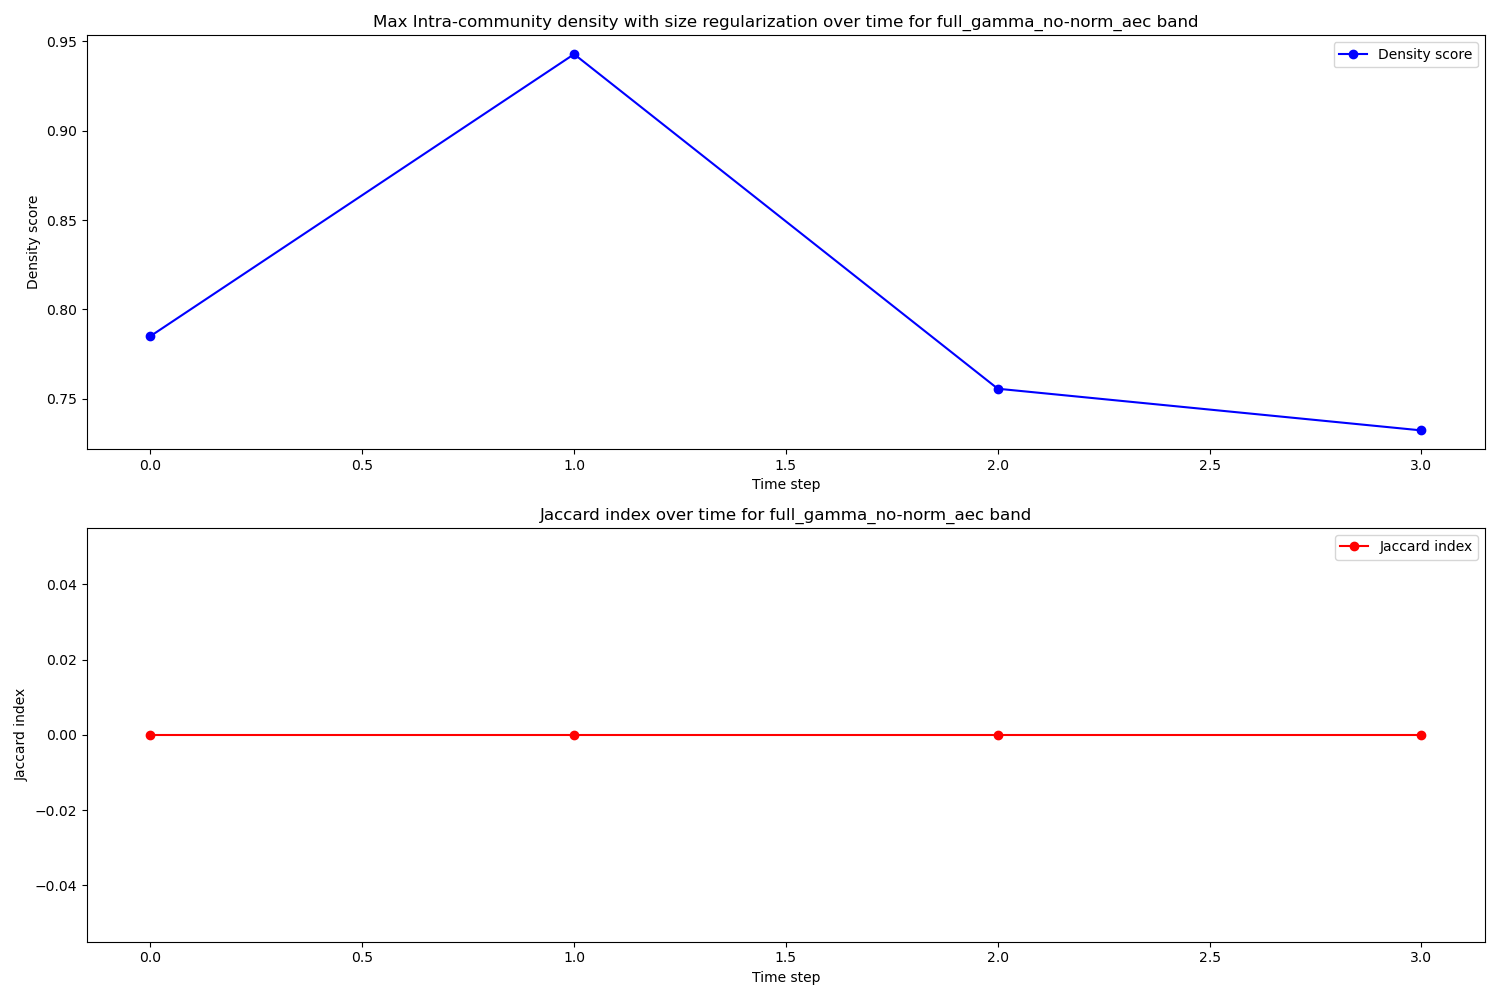 Max Intra-community density with size regularization over time for full_gamma_no-norm_aec band
Density score
0.95
0.90
0.85
0.80
0.75
Density score
0.0 0.5 1.0 1.5 2.0 2.5 3.0
Time step
Jaccard index over time for full_gamma_no-norm_aec band
Jaccard index
0.04
0.02
0.00
−0.02
−0.04
Jaccard index
0.0 0.5 1.0 1.5 2.0 2.5 3.0
Time step